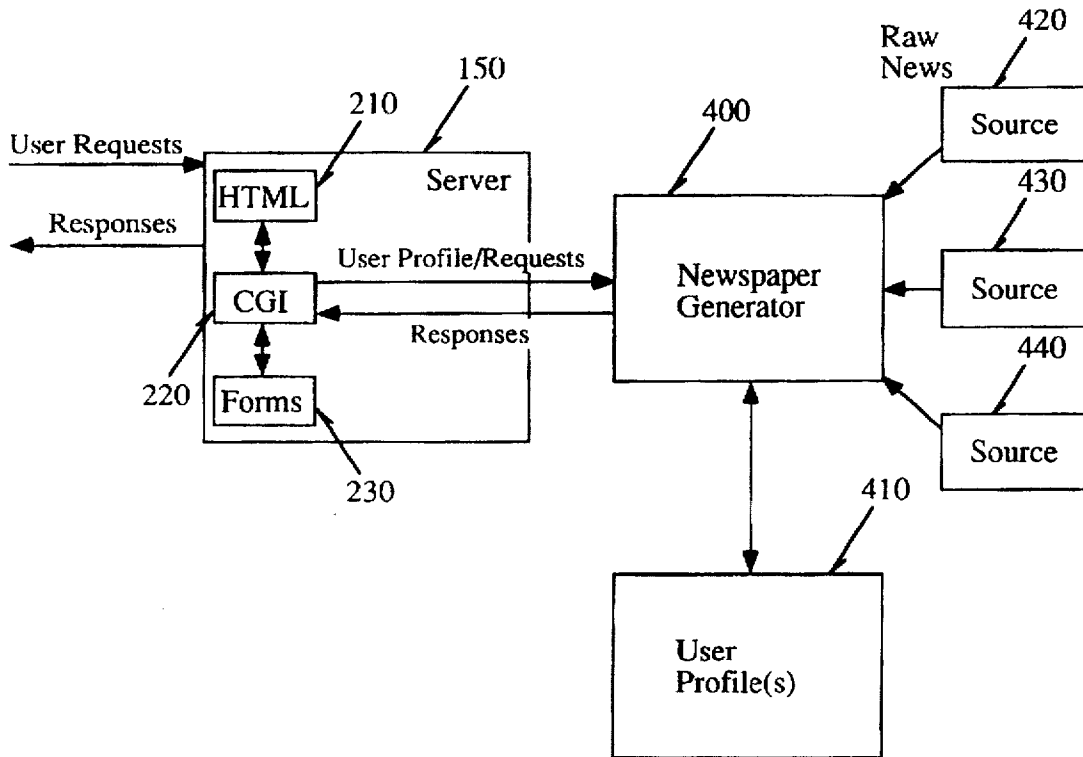 Raw
News
420
Source
150
210
400
User Requests
Server
HTML
430
Responses
User Profile/Requests
Newspaper
Generator
CGI
Source
Responses
440
220
Forms
Source
230
410
User
Profile(s)